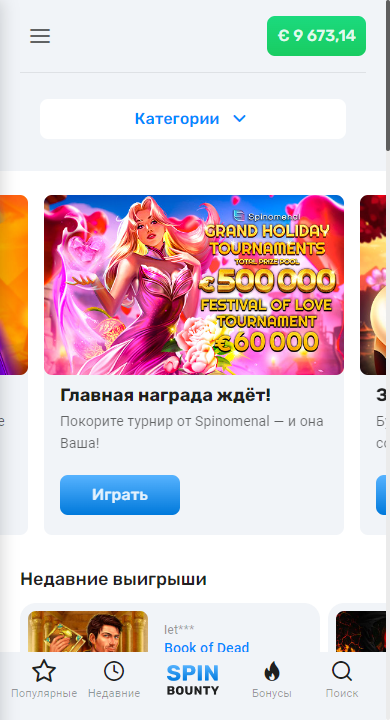 € 9 673,14
Категории
Spinomenal
GRAND HOLIDAY
TOURNAMENTS
TOTAL PRIZE POOL
€500 000
FESTIVAL OF LOVE
TOURNAMENT
€60 000
Главная награда ждёт!
Покорите турнир от Spinomenal — и она
Ваша!
Играть
Недавние выигрыши
let***
Book of Dead
Популярные
Недавние
SPIN
BOUNTY
Бонусы
Поиск